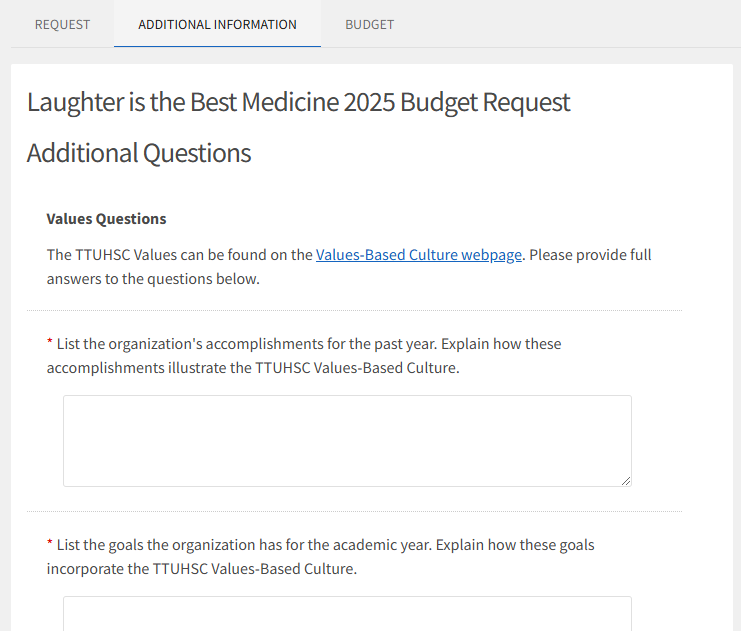 REQUEST
ADDITIONAL INFORMATION
BUDGET
Laughter is the Best Medicine 2025 Budget Request
Additional Questions
Values Questions
The TTUHSC Values can be found on the Values-Based Culture webpage. Please provide full
answers to the questions below.
* List the organization's accomplishments for the past year. Explain how these
accomplishments illustrate the TTUHSC Values-Based Culture.
* List the goals the organization has for the academic year. Explain how these goals
incorporate the TTUHSC Values-Based Culture.